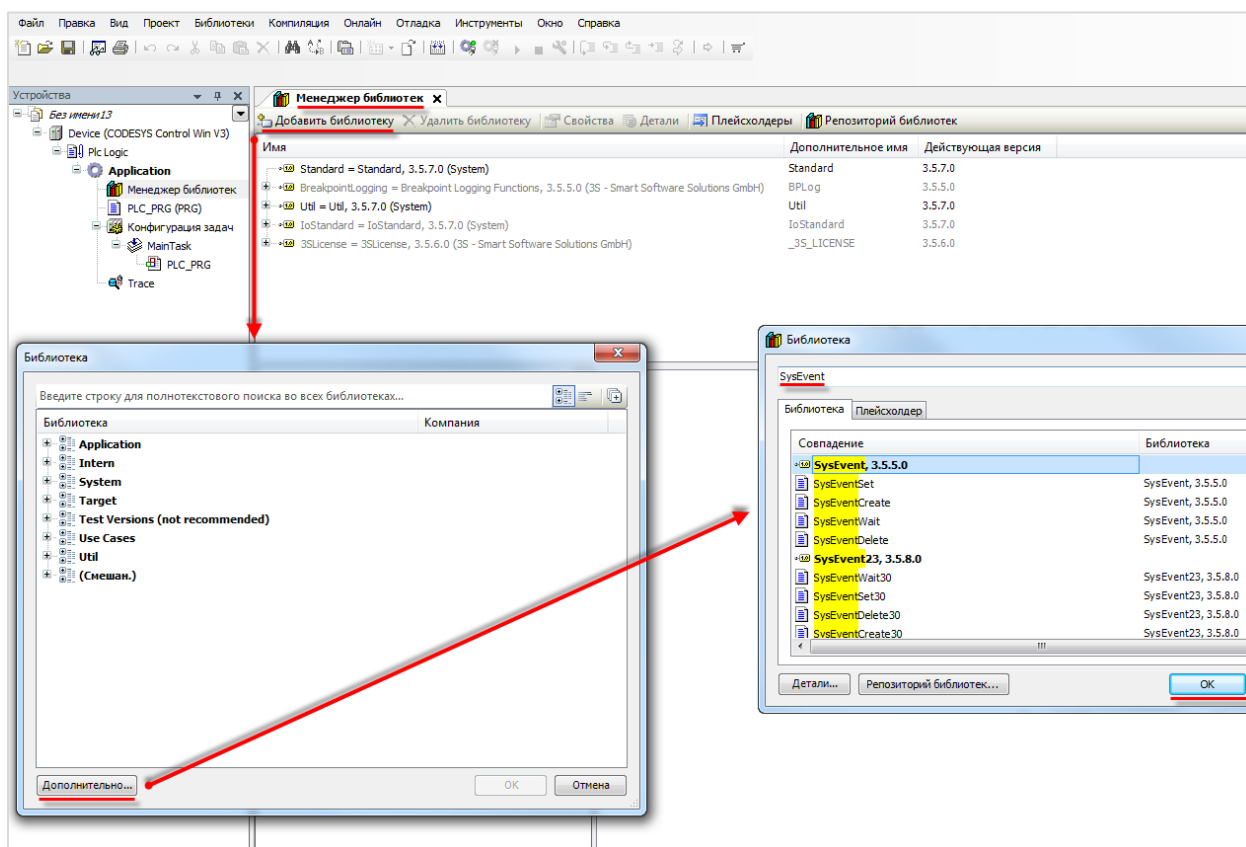 Файл Правка Вид Проект Библиотеки Компиляция Онлайн Отладка Инструменты Окно Справка
Устройства
Без имени13
Device (CODESYS Control Win V3)
Plc Logic
Application
Менеджер библиотек
PLC_PRG (PRG)
Конфигурация задач
MainTask
PLC_PRG
Trace
Менеджер библиотек
Добавить библиотеку Удалить библиотеку Свойства Детали Плейсхолдеры Репозиторий библиотек
Имя Дополнительное имя Действующая версия
Standard = Standard, 3.5.7.0 (System) Standard 3.5.7.0
BreakpointLogging = Breakpoint Logging Functions, 3.5.5.0 (3S - Smart Software Solutions GmbH) BPLog 3.5.5.0
Util = Util, 3.5.7.0 (System) Util 3.5.7.0
IoStandard = IoStandard, 3.5.7.0 (System) IoStandard 3.5.7.0
3SLicense = 3SLicense, 3.5.6.0 (3S - Smart Software Solutions GmbH) _3S_LICENSE 3.5.6.0
Библиотека
Введите строку для полнотекстового поиска во всех библиотеках...
Библиотека Компания
Application
Intern
System
Target
Test Versions (not recommended)
Use Cases
Util
(Смешан.)
Дополнительно... OK Отмена
Библиотека
SysEvent
Библиотека Плейсхолдер
Совпадение Библиотека
SysEvent, 3.5.5.0
SysEventSet SysEvent, 3.5.5.0
SysEventCreate SysEvent, 3.5.5.0
SysEventWait SysEvent, 3.5.5.0
SysEventDelete SysEvent, 3.5.5.0
SysEvent23, 3.5.8.0
SysEventWait30 SysEvent23, 3.5.8.0
SysEventSet30 SysEvent23, 3.5.8.0
SysEventDelete30 SysEvent23, 3.5.8.0
SysEventCreate30 SysEvent23, 3.5.8.0
Детали... Репозиторий библиотек... OK